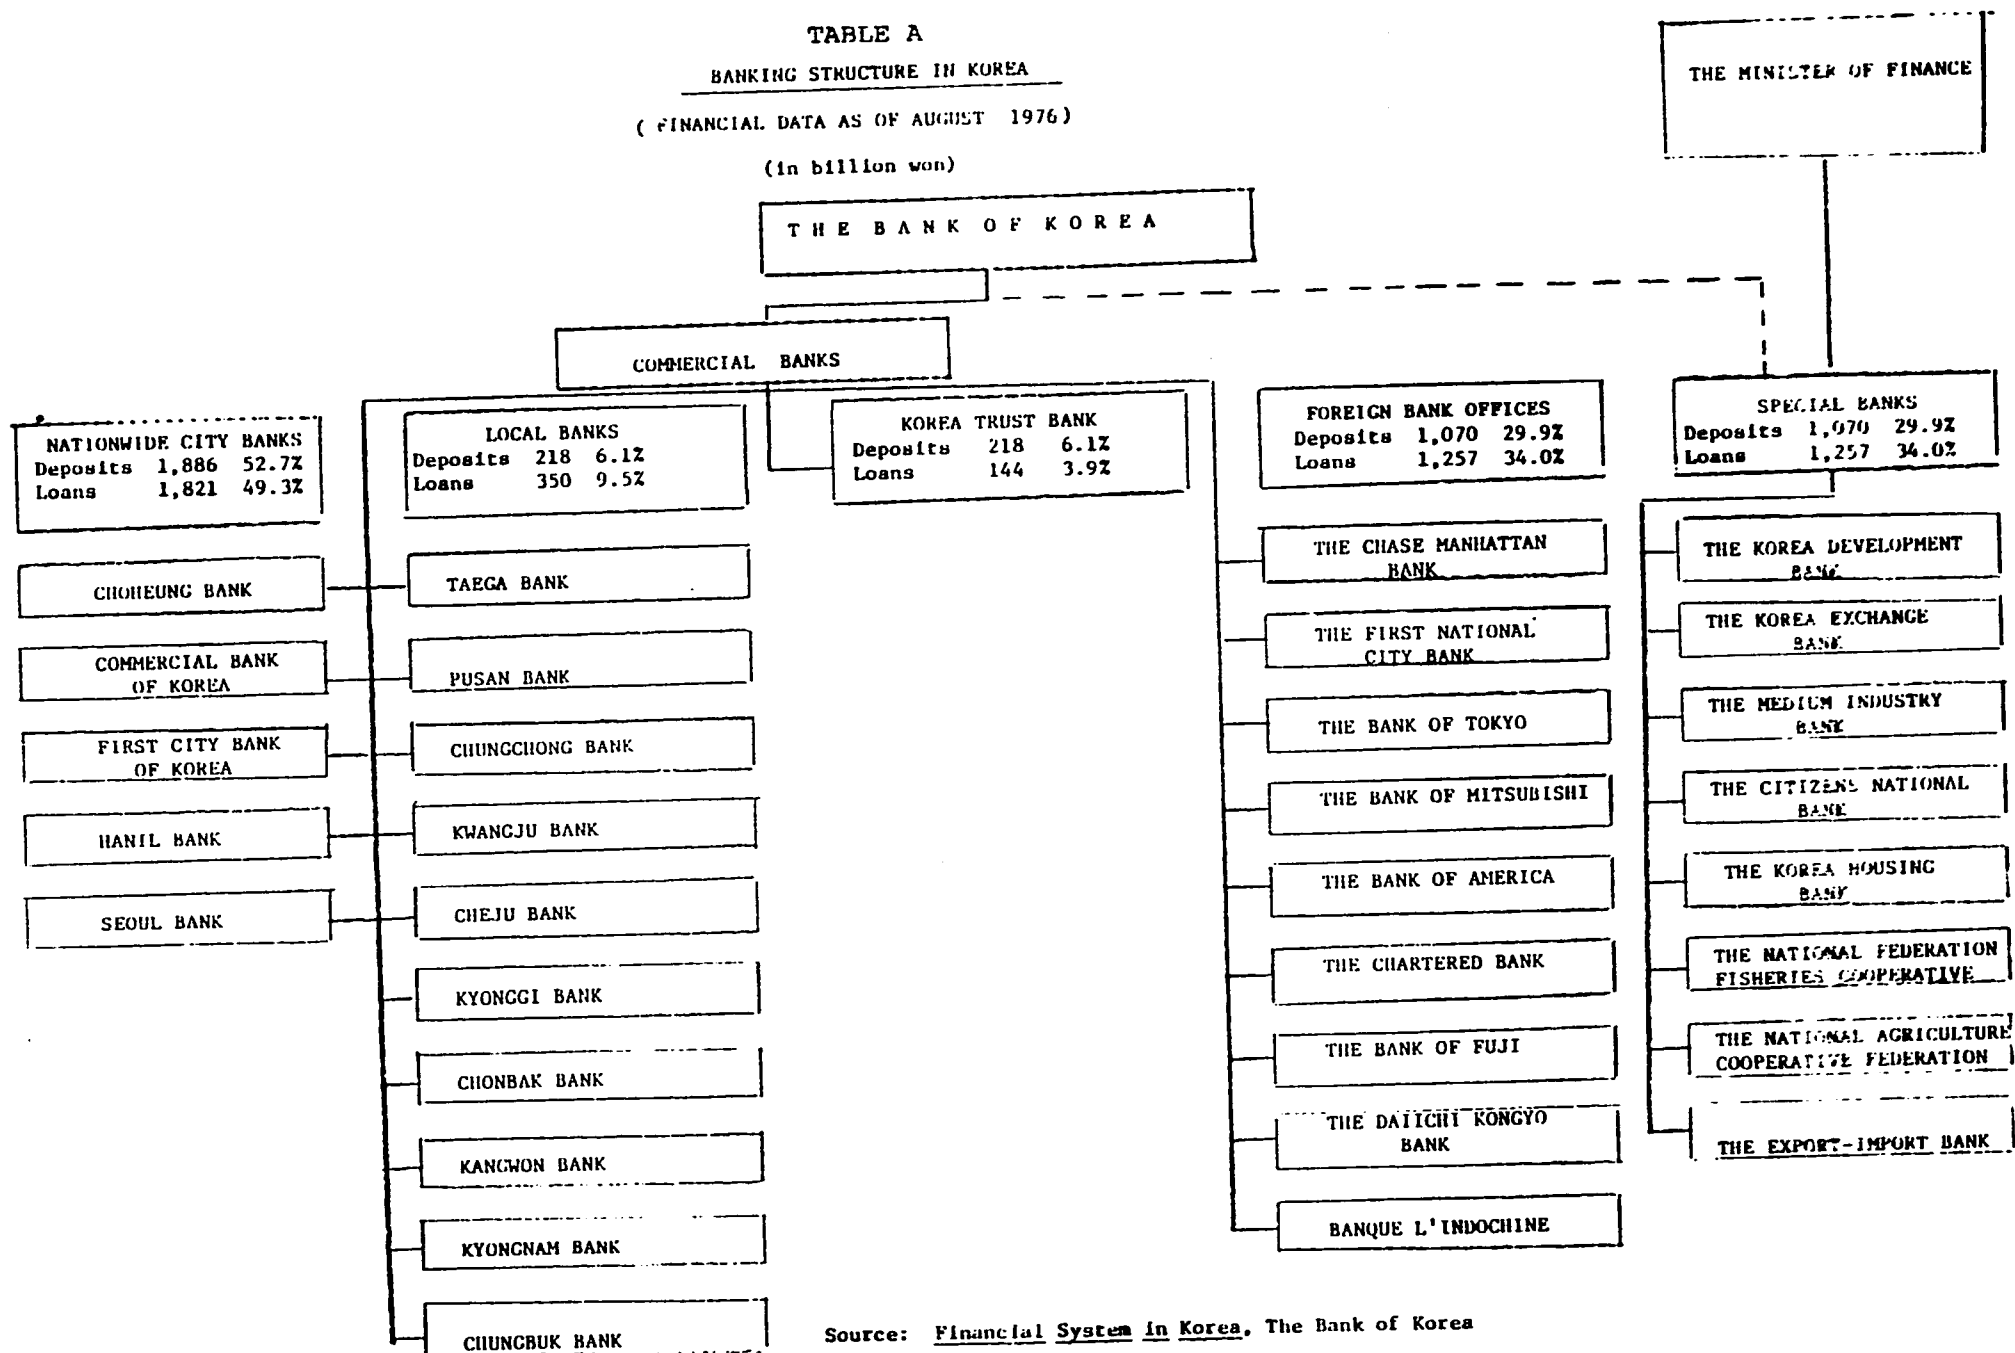 TABLE A
BANKING STRUCTURE IN KOREA
( FINANCIAL DATA AS OF AUGUST 1976)
(in billion won)
THE MINISTER OF FINANCE
THE BANK OF KOREA
COMMERCIAL BANKS
NATIONWIDE CITY BANKS
Deposits 1,886 52.7%
Loans 1,821 49.3%
CHOHEUNG BANK
COMMERCIAL BANK
OF KOREA
FIRST CITY BANK
OF KOREA
HANIL BANK
SEOUL BANK
LOCAL BANKS
Deposits 218 6.1%
Loans 350 9.5%
TAEGA BANK
PUSAN BANK
CHUNGCHONG BANK
KWANGJU BANK
CHEJU BANK
KYONGGI BANK
CHONBAK BANK
KANGWON BANK
KYONGNAM BANK
CHUNGBUK BANK
KOREA TRUST BANK
Deposits 218 6.1%
Loans 144 3.9%
FOREIGN BANK OFFICES
Deposits 1,070 29.9%
Loans 1,257 34.0%
THE CHASE MANHATTAN
BANK
THE FIRST NATIONAL
CITY BANK
THE BANK OF TOKYO
THE BANK OF MITSUBISHI
THE BANK OF AMERICA
THE CHARTERED BANK
THE BANK OF FUJI
THE DAIICHI KONGYO
BANK
BANQUE L'INDOCHINE
SPECIAL BANKS
Deposits 1,070 29.9%
Loans 1,257 34.0%
THE KOREA DEVELOPMENT
BANK
THE KOREA EXCHANGE
BANK
THE MEDIUM INDUSTRY
BANK
THE CITIZENS NATIONAL
BANK
THE KOREA HOUSING
BANK
THE NATIONAL FEDERATION
FISHERIES COOPERATIVE
THE NATIONAL AGRICULTURE
COOPERATIVE FEDERATION
THE EXPORT-IMPORT BANK
Source: Financial System in Korea, The Bank of Korea